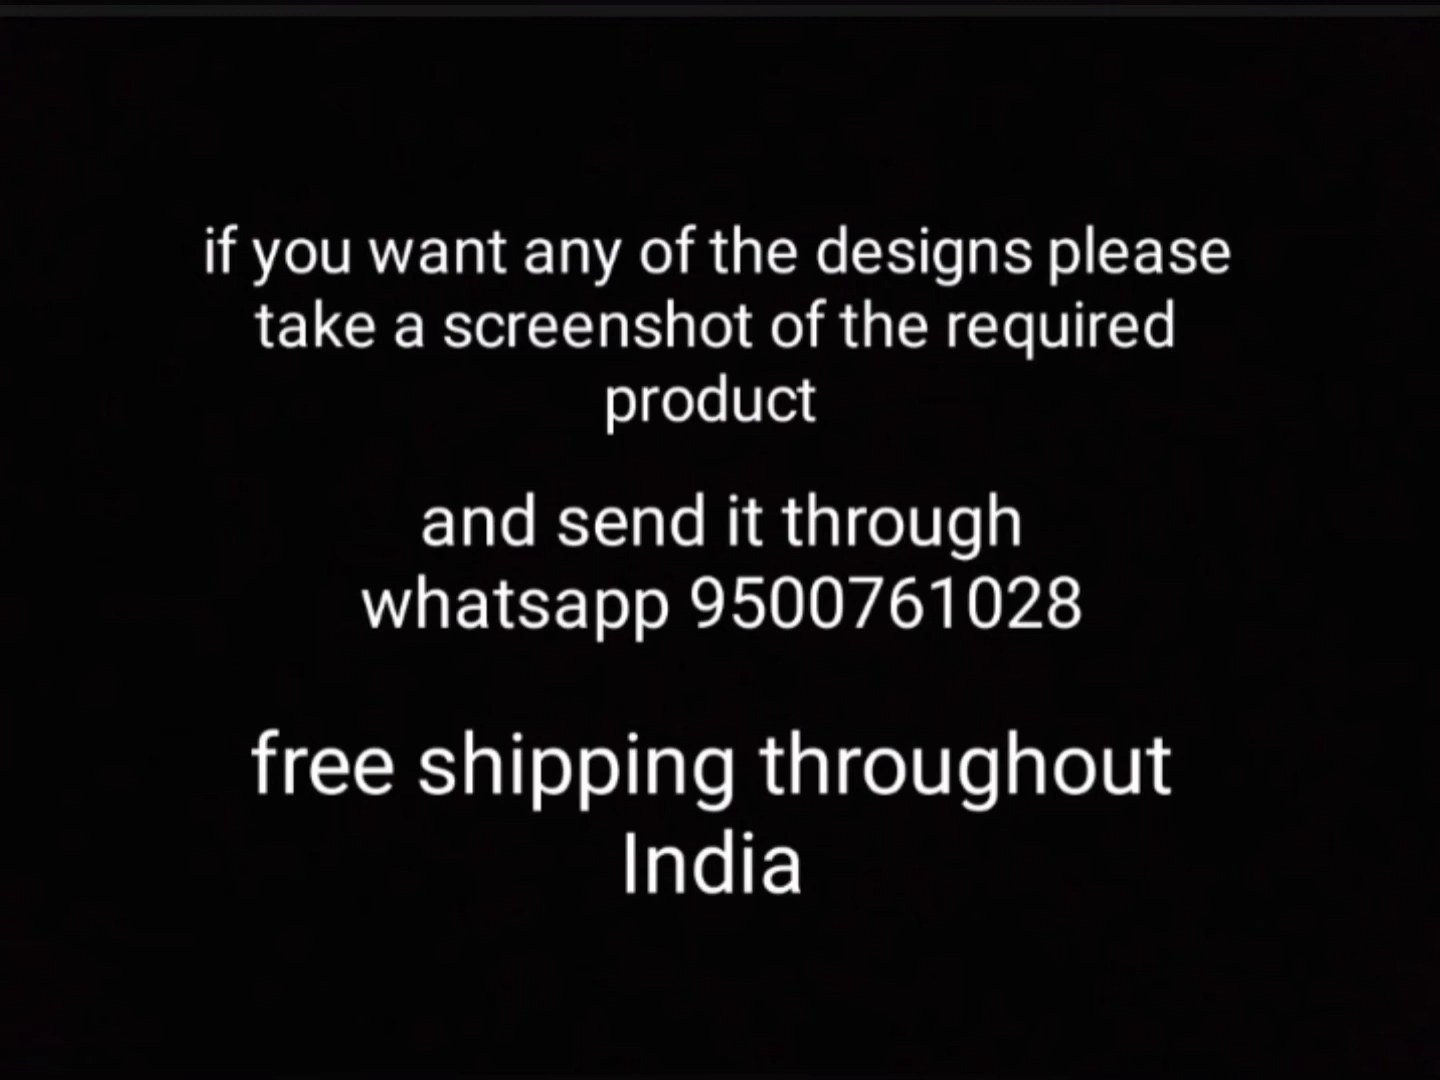 if you want any of the designs please
take a screenshot of the required
product
and send it through
whatsapp 9500761028
free shipping throughout
India